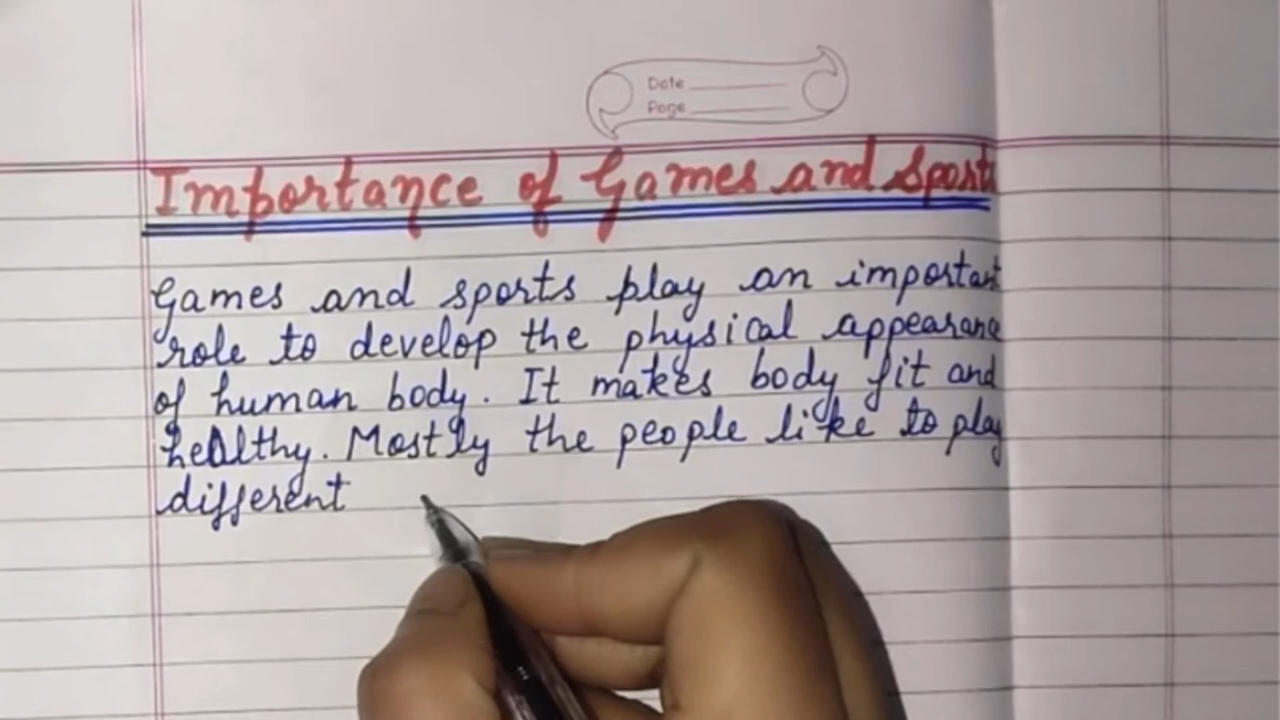 Date
Page
Importance of Games and Sports
Games and sports play an important
role to develop the physical appearance
of human body. It makes body fit and
healthy. Mostly the people like to play
different